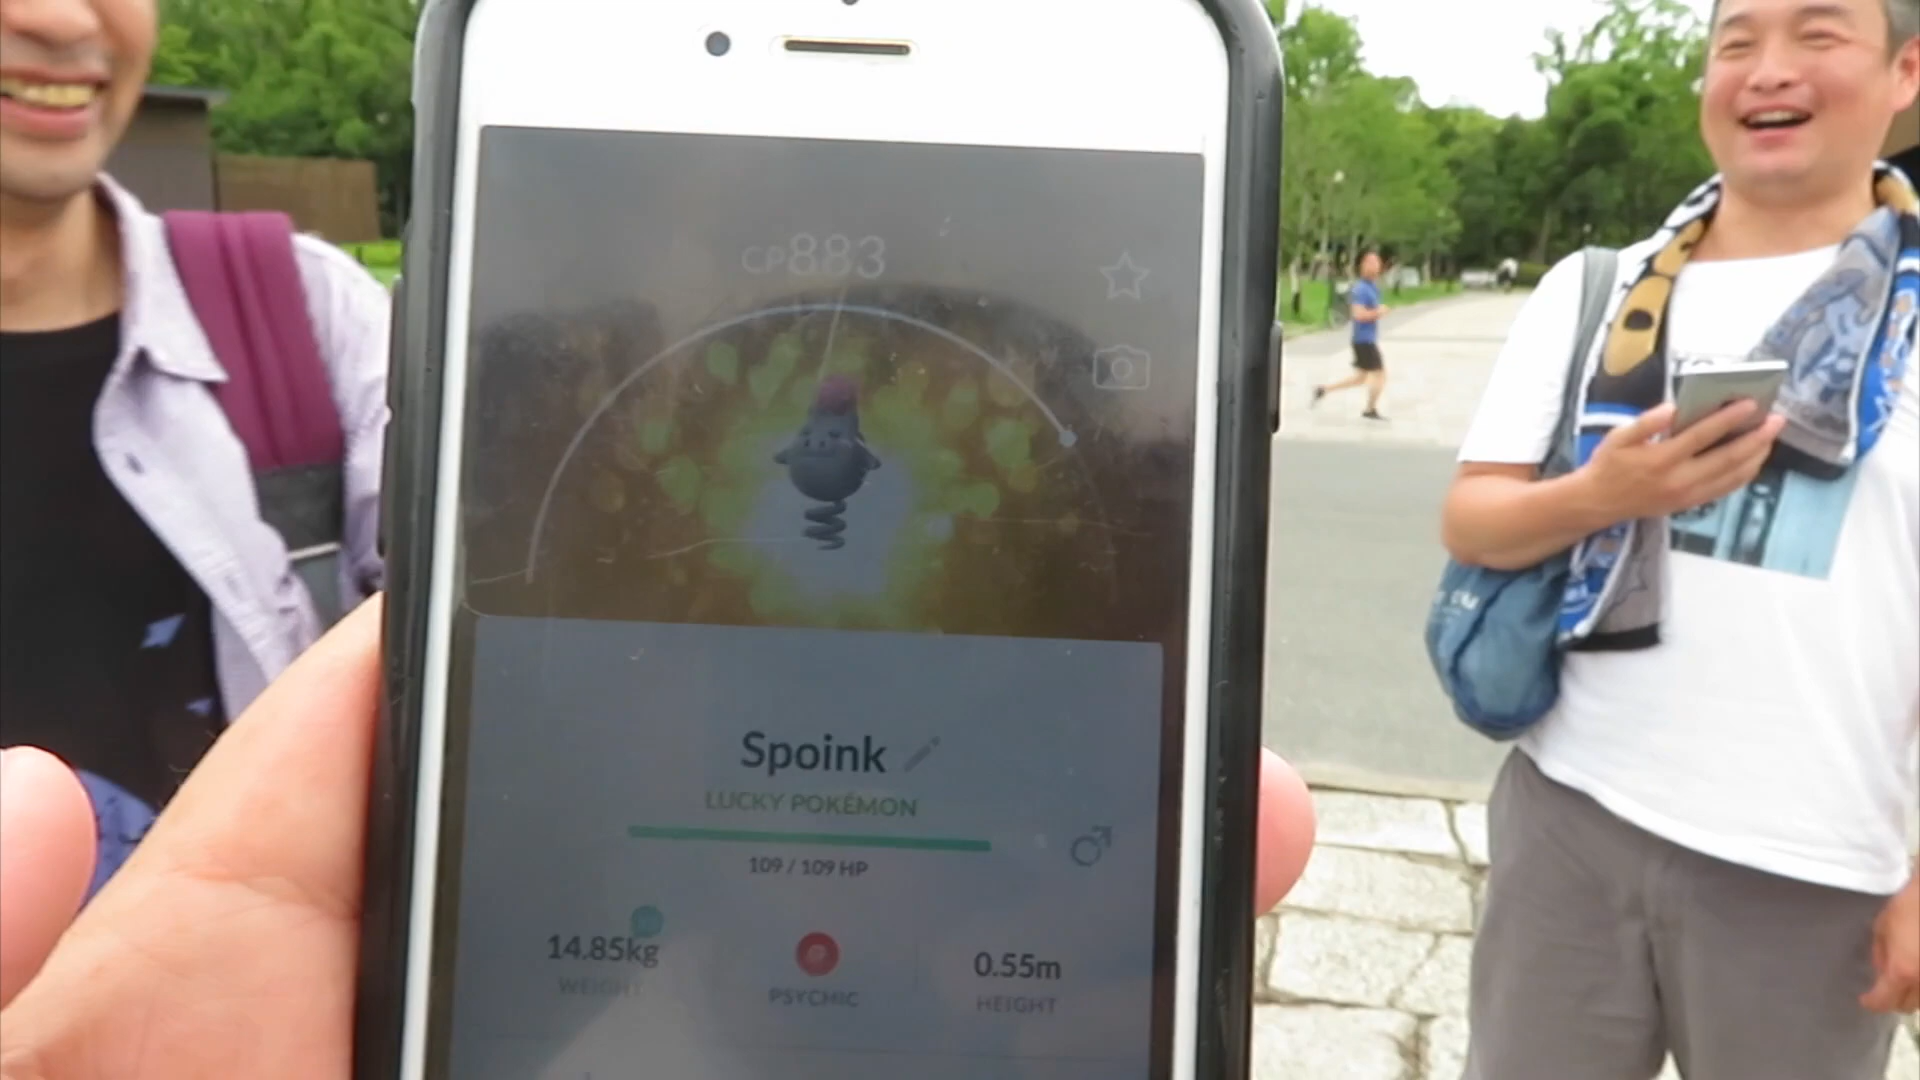 CP883
Spoink
LUCKY POKÉMON
109 / 109 HP
14.85kg
WEIGHT
PSYCHIC
0.55m
HEIGHT